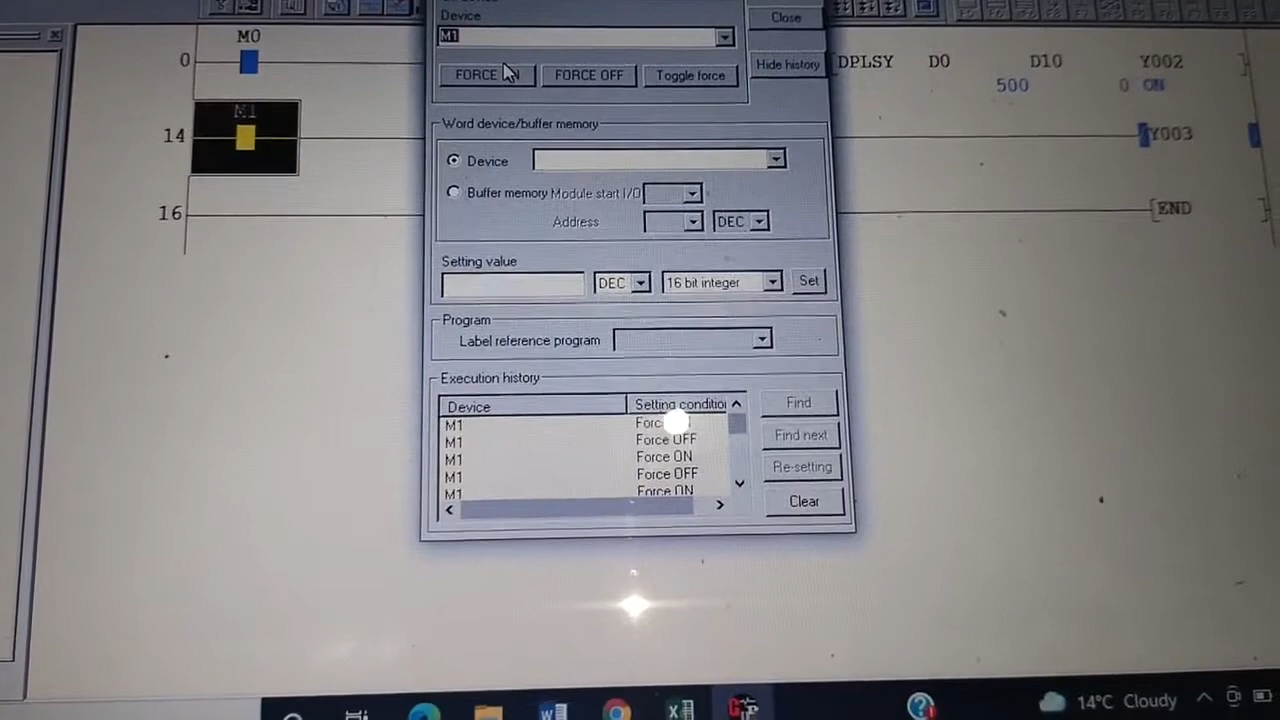 Device
M1
Close
FORCE ON
FORCE OFF
Toggle force
Hide history
M0
0
DPLSY D0 D10 Y002
500 0 ON
M1
14
Y003
16
END
Word device/buffer memory
Device
Buffer memory Module start I/O
Address
DEC
Setting value
DEC
16 bit integer
Set
Program
Label reference program
Execution history
Device
Setting condition
M1
M1 Force OFF
M1 Force ON
M1 Force OFF
M1 Force ON
Find
Find next
Re-setting
Clear
14°C Cloudy